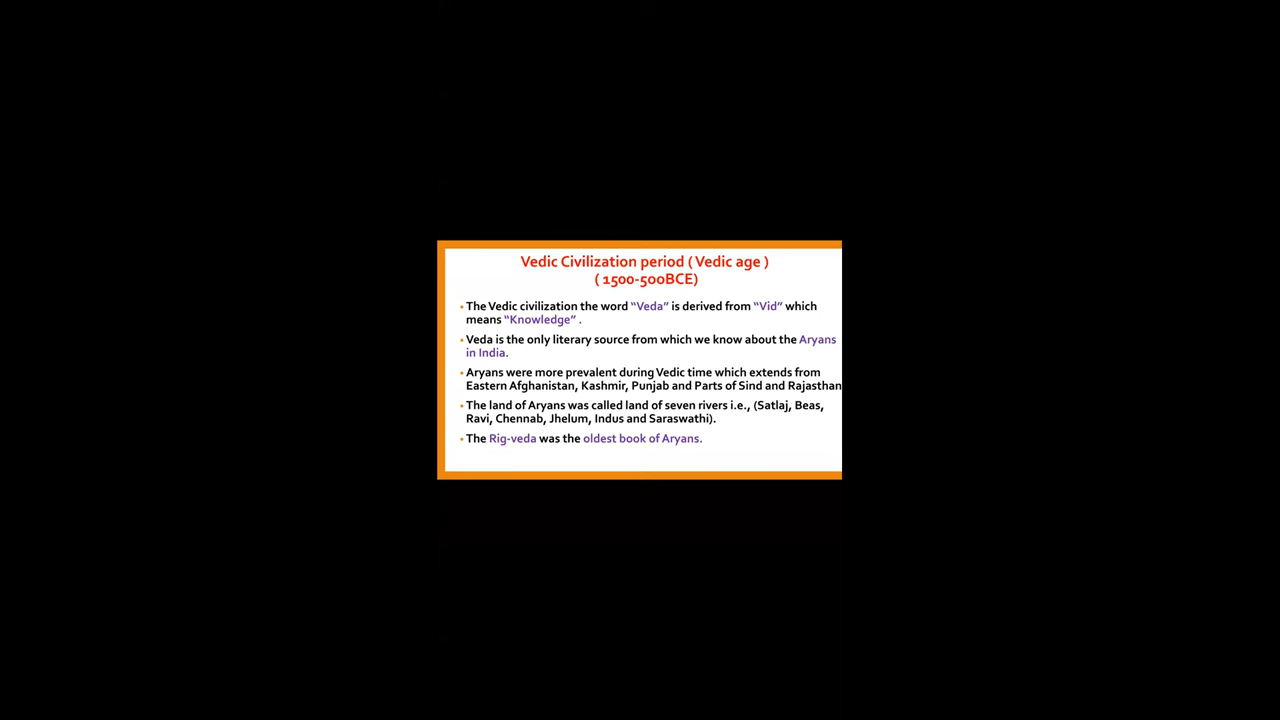 Vedic Civilization period ( Vedic age )
( 1500-500BCE)
• The Vedic civilization the word “Veda” is derived from “Vid” which
means “Knowledge” .
• Veda is the only literary source from which we know about the Aryans
in India.
• Aryans were more prevalent during Vedic time which extends from
Eastern Afghanistan, Kashmir, Punjab and Parts of Sind and Rajasthan
• The land of Aryans was called land of seven rivers i.e., (Satlaj, Beas,
Ravi, Chennab, Jhelum, Indus and Saraswathi).
• The Rig-veda was the oldest book of Aryans.